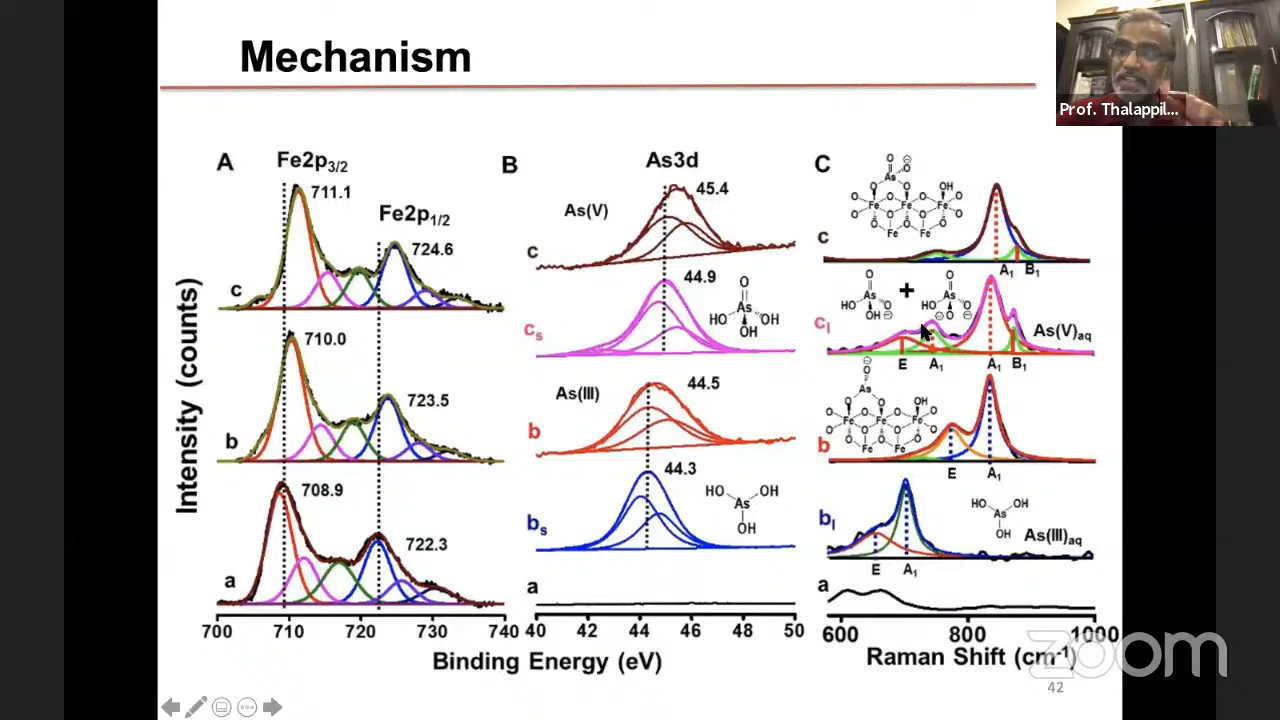 Mechanism
Prof. Thalappil...
A
Fe2p3/2
711.1
Fe2p1/2
724.6
c
710.0
723.5
b
708.9
722.3
a
Intensity (counts)
700 710 720 730 740
B
As3d
45.4
As(V)
c
44.9
cs
O
As
HO
OH
OH
44.5
As(III)
b
44.3
bs
HO
OH
As
OH
a
40 42 44 46 48 50
Binding Energy (eV)
C
c
A1 B1
+
cl
As(V)aq
E A1 A1 B1
b
E A1
bl
HO
OH
As
OH
As(III)aq
E A1
a
600 800 1000
Raman Shift (cm-1)
zoom
42